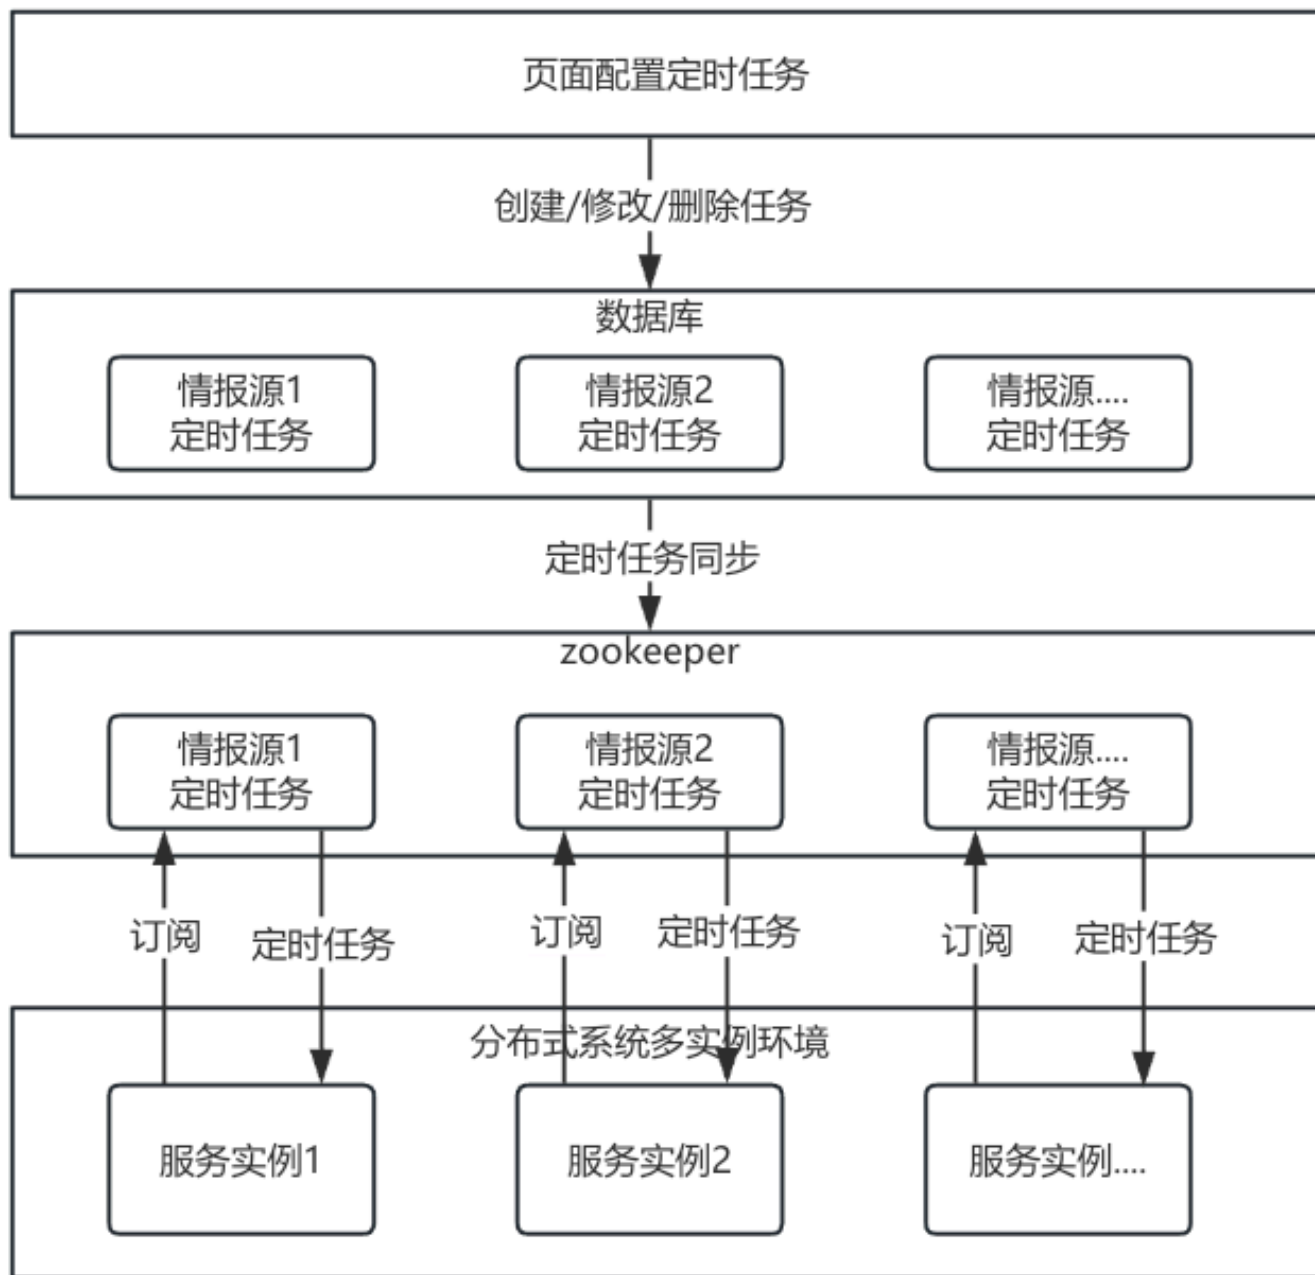 页面配置定时任务
创建/修改/删除任务
数据库
情报源1
定时任务
情报源2
定时任务
情报源....
定时任务
定时任务同步
zookeeper
情报源1
定时任务
情报源2
定时任务
情报源....
定时任务
订阅
定时任务
订阅
定时任务
订阅
定时任务
分布式系统多实例环境
服务实例1
服务实例2
服务实例....